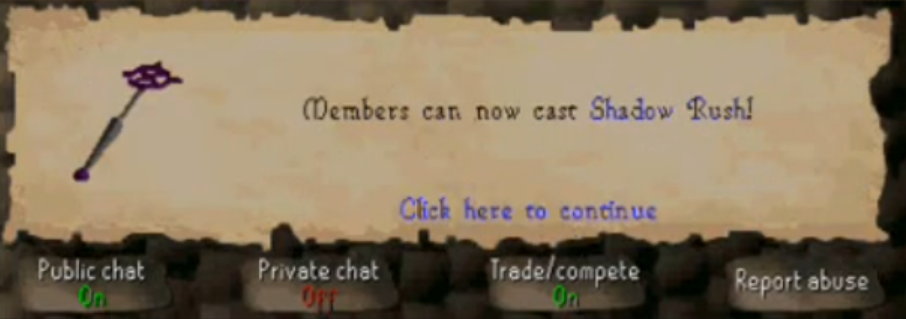 Members can now cast Shadow Rush!
Click here to continue
Public chat Private chat Trade/compete Report abuse
On Off On